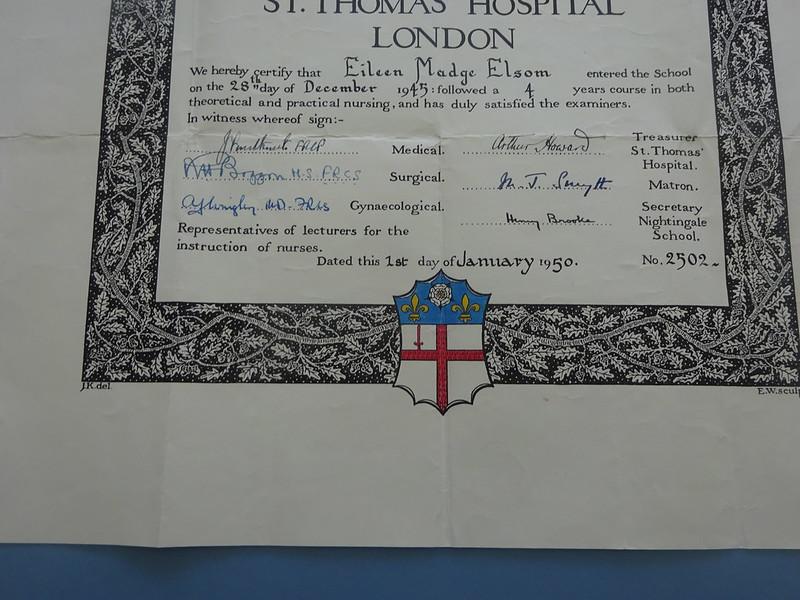 ST. THOMAS' HOSPITAL
LONDON
We hereby certify that Eileen Madge Elsom entered the School
on the 28th day of December 1945: followed a 4 years course in both
theoretical and practical nursing, and has duly satisfied the examiners.
In witness whereof sign:-
FRCP Medical.
M.S. F.R.C.S Surgical.
M.D. FRCS Gynaecological.
Representatives of lecturers for the
instruction of nurses.
Arthur Howard Treasurer
St. Thomas'
Hospital.
M. J. Smyth Matron.
Henry Brooke Secretary
Nightingale
School.
Dated this 1st day of January 1950. No. 2502
J.K. del.
E.W. sculp